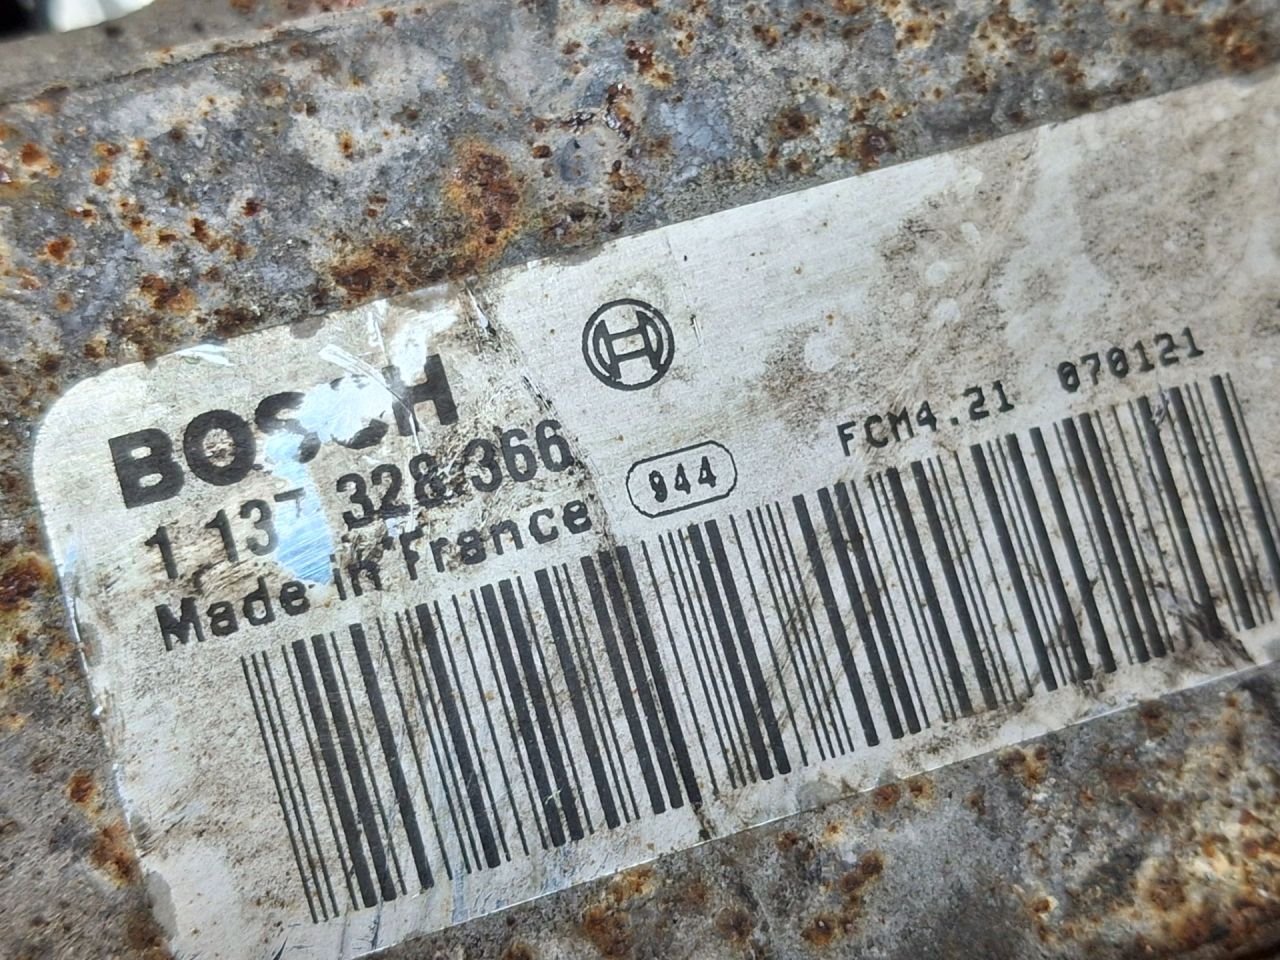 BOSCH
1 137 328 366
Made in France
944
FCM4.21 070121